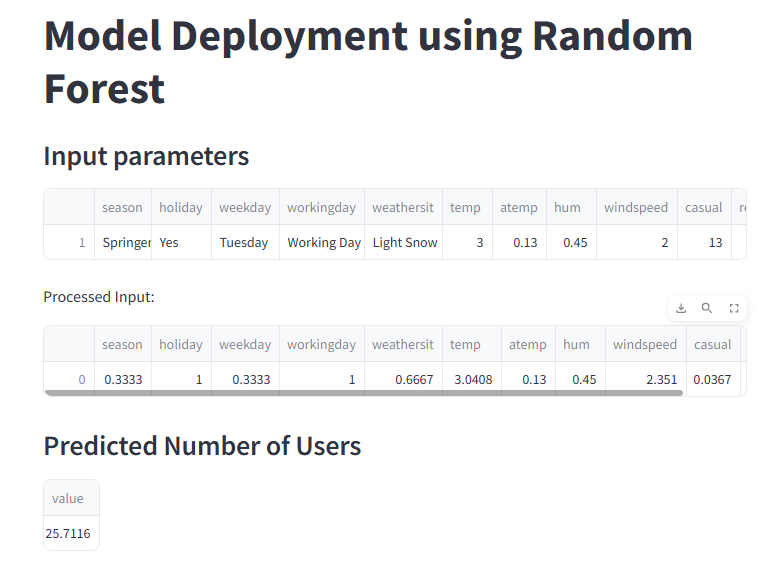 Model Deployment using Random
Forest
Input parameters
season holiday weekday workingday weathersit temp atemp hum windspeed casual
1 Springer Yes Tuesday Working Day Light Snow 3 0.13 0.45 2 13
Processed Input:
season holiday weekday workingday weathersit temp atemp hum windspeed casual
0 0.3333 1 0.3333 1 0.6667 3.0408 0.13 0.45 2.351 0.0367
Predicted Number of Users
value
25.7116